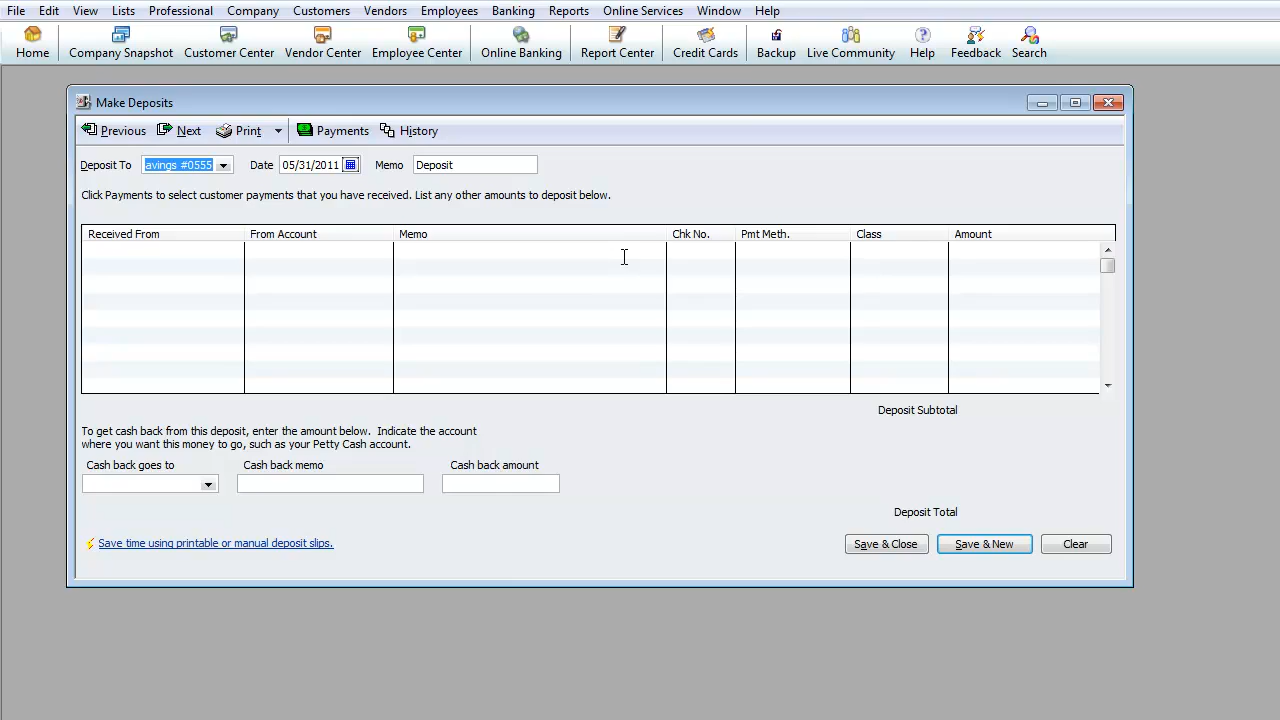 File Edit View Lists Professional Company Customers Vendors Employees Banking Reports Online Services Window Help
Home Company Snapshot Customer Center Vendor Center Employee Center Online Banking Report Center Credit Cards Backup Live Community Help Feedback Search
Make Deposits
Previous Next Print Payments History
Deposit To avings #0555 Date 05/31/2011 Memo Deposit
Click Payments to select customer payments that you have received. List any other amounts to deposit below.
Received From From Account Memo Chk No. Pmt Meth. Class Amount
Deposit Subtotal
To get cash back from this deposit, enter the amount below. Indicate the account
where you want this money to go, such as your Petty Cash account.
Cash back goes to Cash back memo Cash back amount
Deposit Total
Save time using printable or manual deposit slips.
Save & Close Save & New Clear